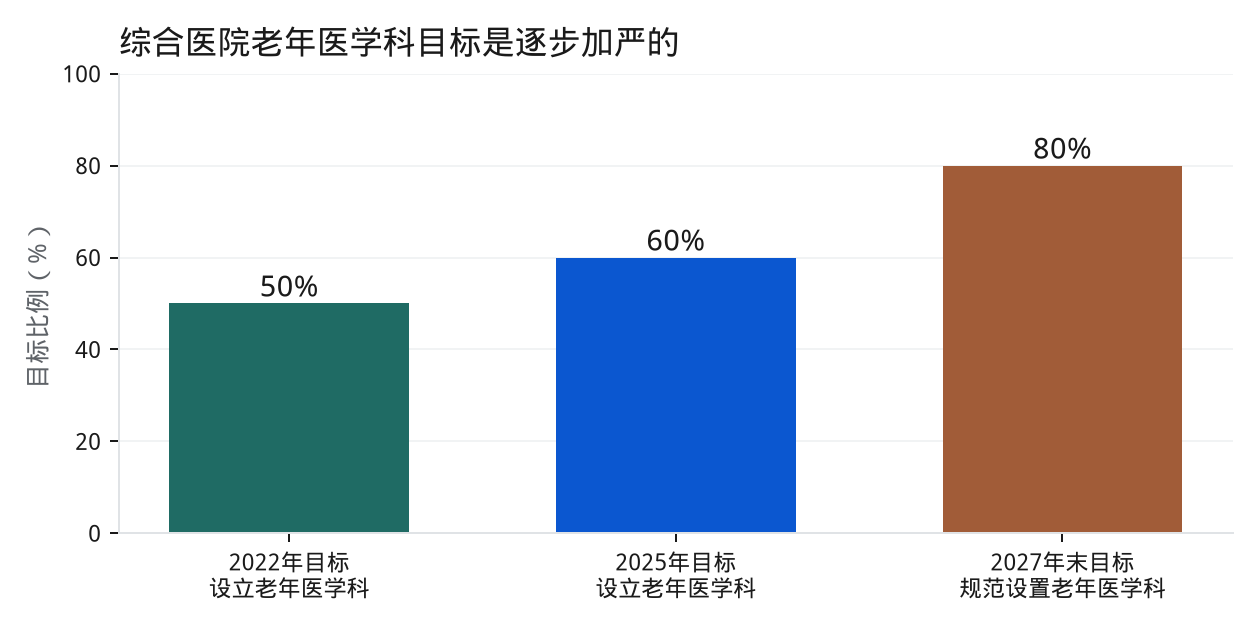 综合医院老年医学科目标是逐步加严的
目标比例（%）
100
80
60
40
20
0
50%
60%
80%
2022年目标
设立老年医学科
2025年目标
设立老年医学科
2027年末目标
规范设置老年医学科